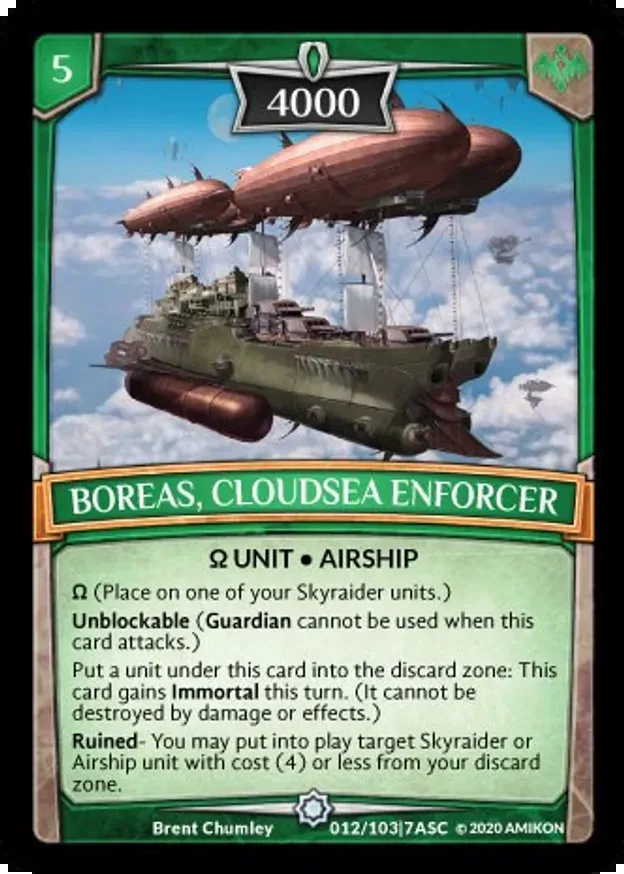 5
4000
BOREAS, CLOUDSEA ENFORCER
Ω UNIT • AIRSHIP
Ω (Place on one of your Skyraider units.)
Unblockable (Guardian cannot be used when this
card attacks.)
Put a unit under this card into the discard zone: This
card gains Immortal this turn. (It cannot be
destroyed by damage or effects.)
Ruined- You may put into play target Skyraider or
Airship unit with cost (4) or less from your discard
zone.
Brent Chumley 012/103|7ASC © 2020 AMIKON